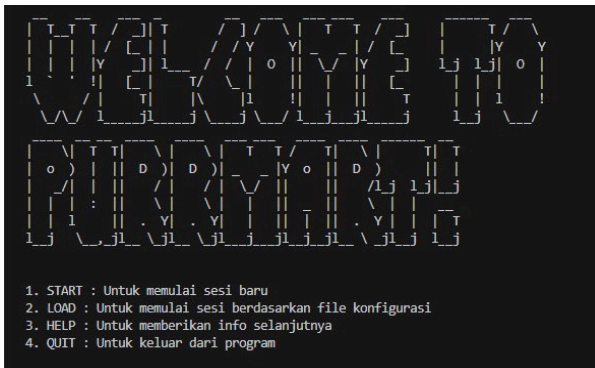 WELCOME TO
PURRMART!
1. START : Untuk memulai sesi baru
2. LOAD : Untuk memulai sesi berdasarkan file konfigurasi
3. HELP : Untuk memberikan info selanjutnya
4. QUIT : Untuk keluar dari program